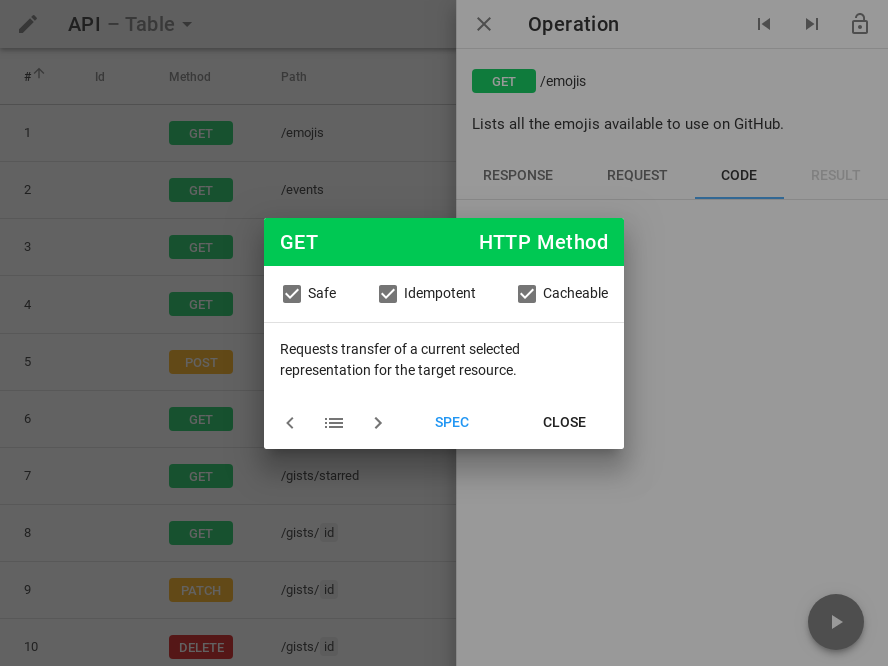 API – Table
# Id Method Path
1 GET /emojis
2 GET /events
3 GET
4 GET
5 POST
6 GET
7 GET /gists/starred
8 GET /gists/ id
9 PATCH /gists/ id
10 DELETE /gists/ id
Operation
GET /emojis
Lists all the emojis available to use on GitHub.
RESPONSE REQUEST CODE RESULT
GET HTTP Method
Safe Idempotent Cacheable
Requests transfer of a current selected
representation for the target resource.
SPEC CLOSE